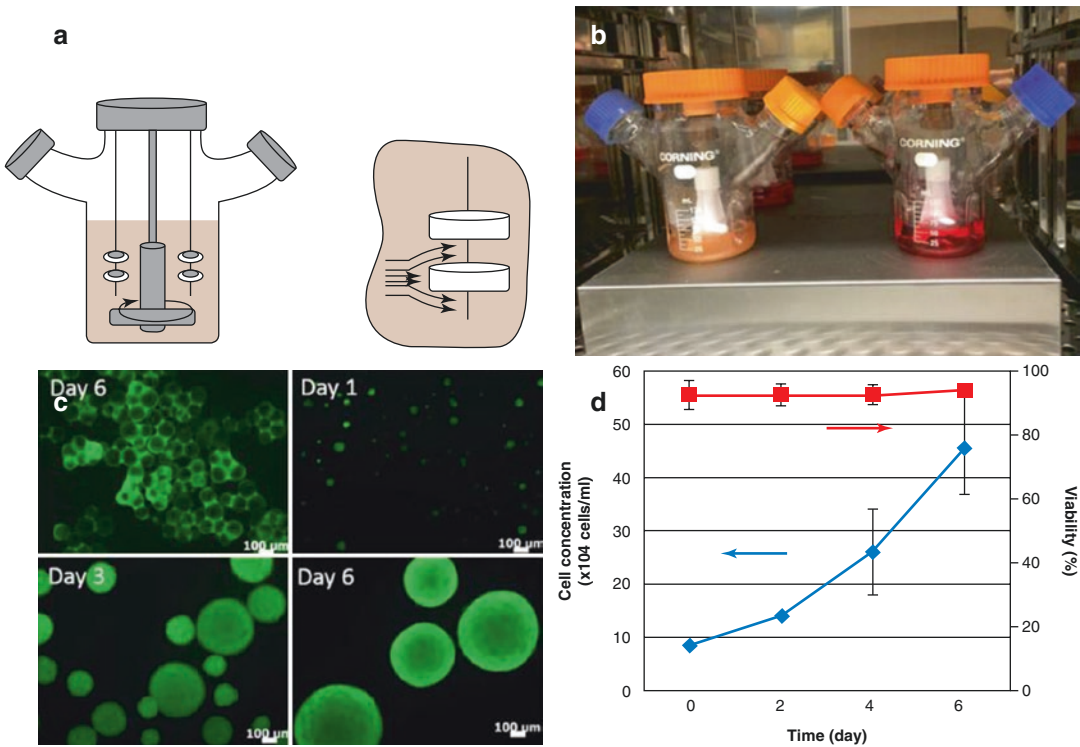 a
b
CORNING
CORNING
Day 6
c
100 µm
Day 1
100 µm
Day 3
100 µm
Day 6
100 µm
d
60
50
40
30
20
10
0
Cell concentration
(x104 cells/ml)
100
80
60
40
20
0
Viability (%)
0
2
4
6
Time (day)